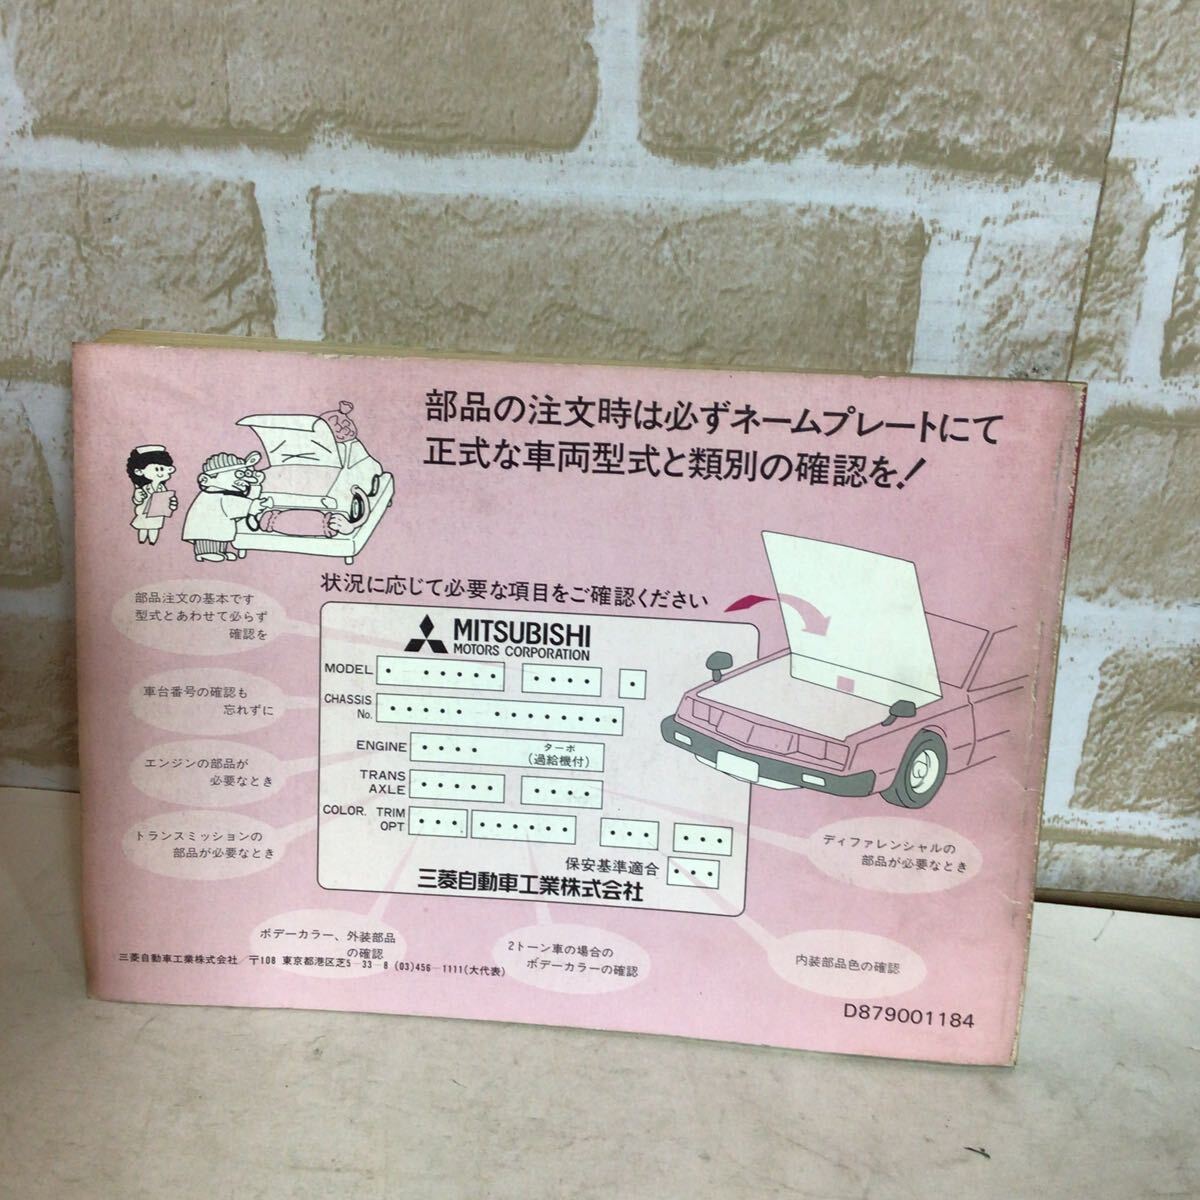 部品の注文時は必ずネームプレートにて
正式な車両型式と類別の確認を!
状況に応じて必要な項目をご確認ください
部品注文の基本です
型式とあわせて必らず
確認を
車台番号の確認も
忘れずに
エンジンの部品が
必要なとき
トランスミッションの
部品が必要なとき
MITSUBISHI
MOTORS CORPORATION
MODEL
CHASSIS
No.
ENGINE
ターボ
(過給機付)
TRANS
AXLE
COLOR. TRIM
OPT
保安基準適合
三菱自動車工業株式会社
ディファレンシャルの
部品が必要なとき
ボデーカラー、外装部品
の確認
2トーン車の場合の
ボデーカラーの確認
内装部品色の確認
三菱自動車工業株式会社/〒108 東京都港区芝5-33-8 (03)456-1111(大代表)
D879001184